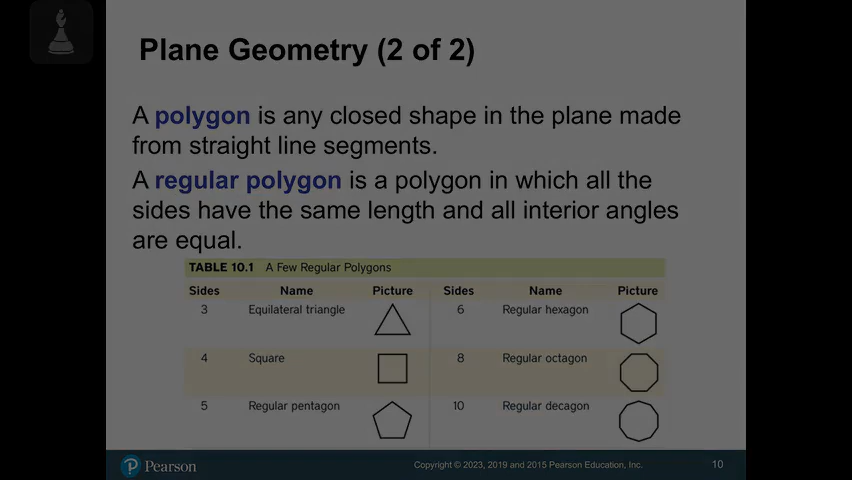 Plane Geometry (2 of 2)
A polygon is any closed shape in the plane made
from straight line segments.
A regular polygon is a polygon in which all the
sides have the same length and all interior angles
are equal.
TABLE 10.1 A Few Regular Polygons
Sides Name Picture Sides Name Picture
3 Equilateral triangle 6 Regular hexagon
4 Square 8 Regular octagon
5 Regular pentagon 10 Regular decagon
Pearson Copyright © 2023, 2019 and 2015 Pearson Education, Inc. 10